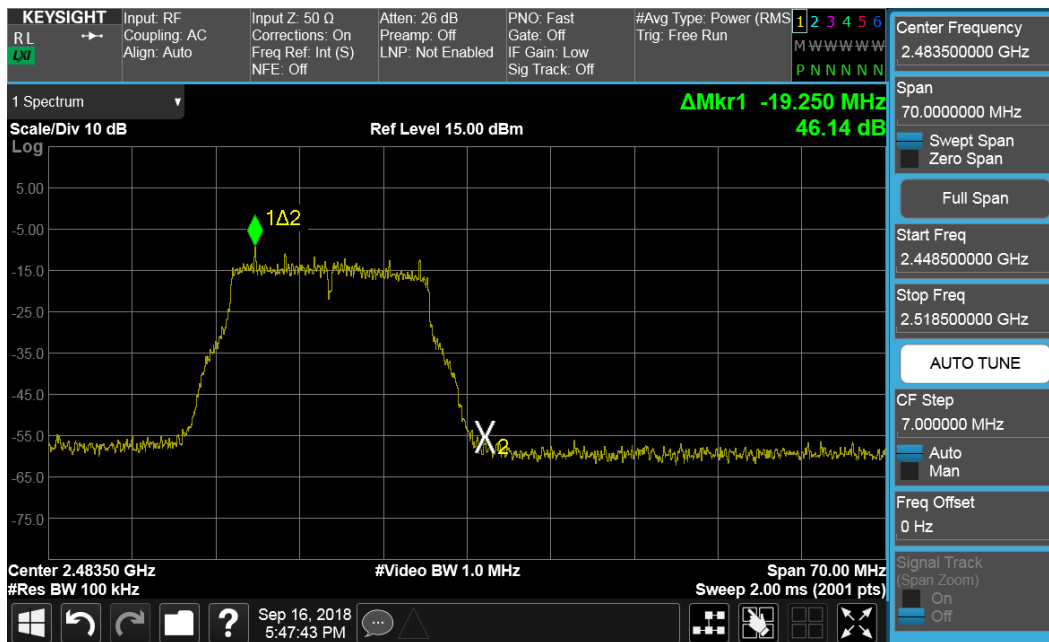 KEYSIGHT
R L
LXI
Input: RF
Coupling: AC
Align: Auto
Input Z: 50 Ω
Corrections: On
Freq Ref: Int (S)
NFE: Off
Atten: 26 dB
Preamp: Off
LNP: Not Enabled
PNO: Fast
Gate: Off
IF Gain: Low
Sig Track: Off
#Avg Type: Power (RMS
Trig: Free Run
1 2 3 4 5 6
M W W W W W
P N N N N N
1 Spectrum
Scale/Div 10 dB
Ref Level 15.00 dBm
ΔMkr1 -19.250 MHz
46.14 dB
Log
5.00
-5.00
-15.0
-25.0
-35.0
-45.0
-55.0
-65.0
-75.0
1Δ2
X2
Center 2.48350 GHz
#Video BW 1.0 MHz
Span 70.00 MHz
#Res BW 100 kHz
Sweep 2.00 ms (2001 pts)
?
Sep 16, 2018
5:47:43 PM
Center Frequency
2.483500000 GHz
Span
70.0000000 MHz
Swept Span
Zero Span
Full Span
Start Freq
2.448500000 GHz
Stop Freq
2.518500000 GHz
AUTO TUNE
CF Step
7.000000 MHz
Auto
Man
Freq Offset
0 Hz
Signal Track
(Span Zoom)
On
Off